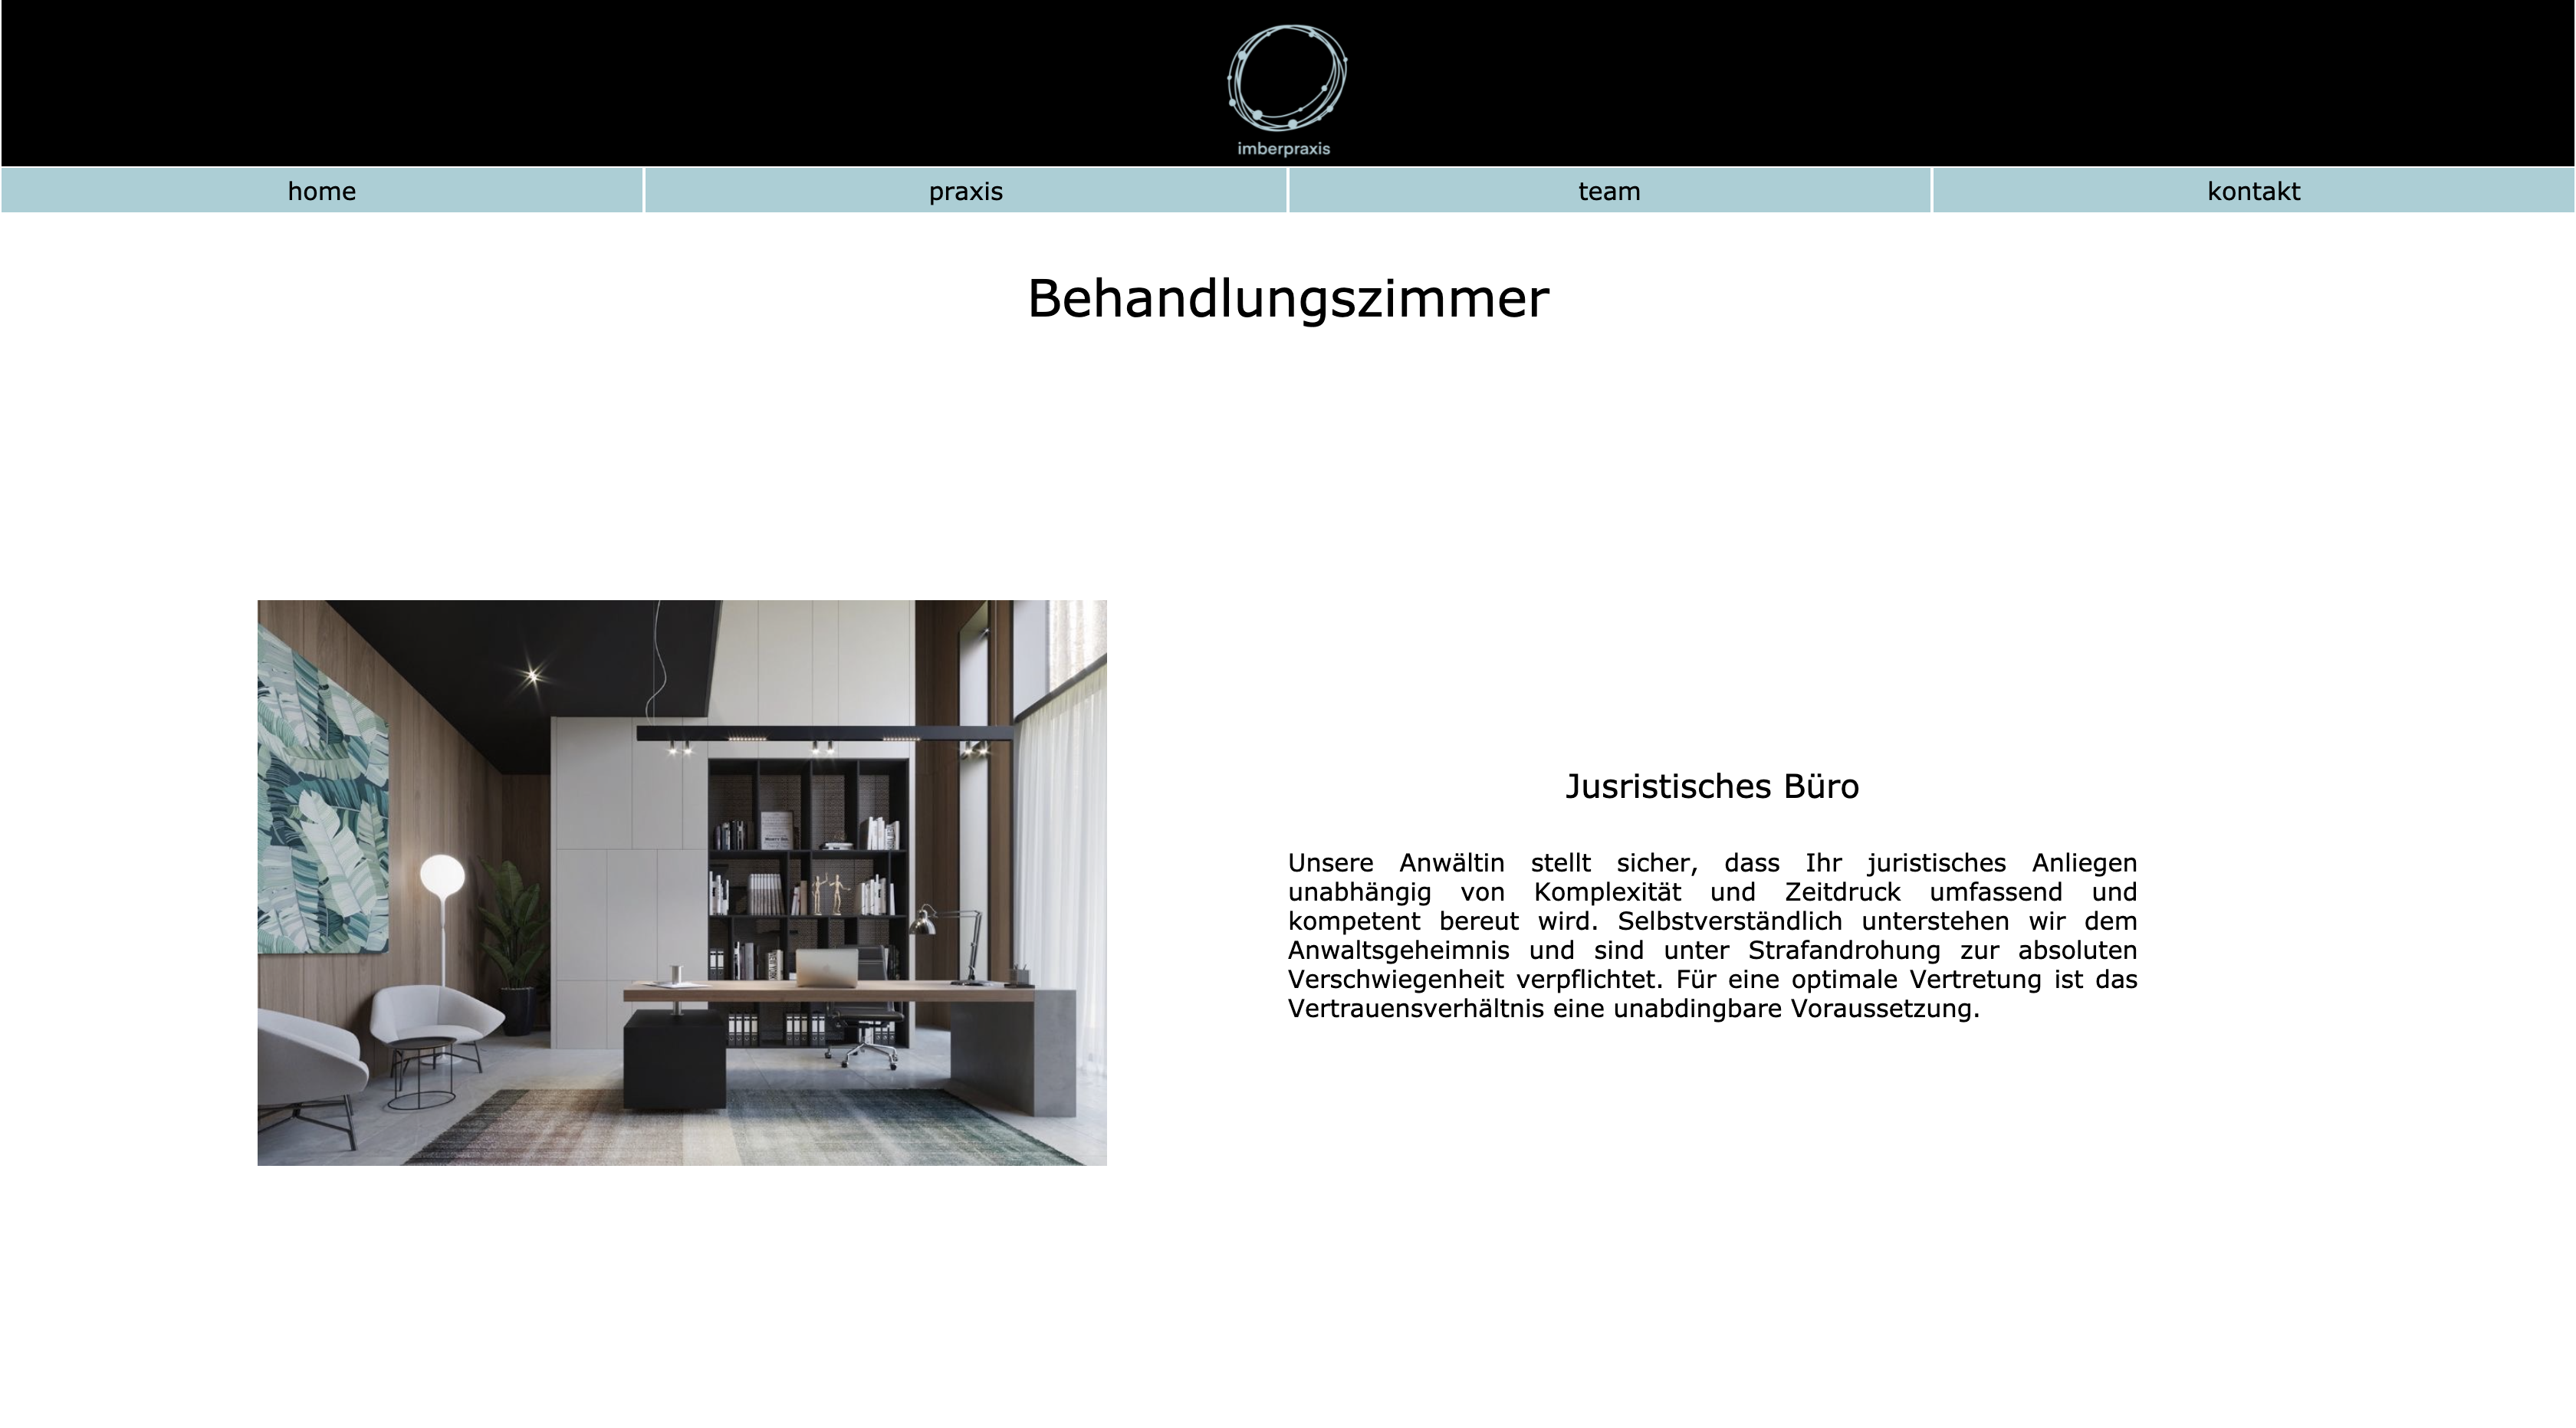 imberpraxis
home
praxis
team
kontakt
Behandlungszimmer
Jusristisches Büro
Unsere Anwältin stellt sicher, dass Ihr juristisches Anliegen
unabhängig von Komplexität und Zeitdruck umfassend und
kompetent bereut wird. Selbstverständlich unterstehen wir dem
Anwaltsgeheimnis und sind unter Strafandrohung zur absoluten
Verschwiegenheit verpflichtet. Für eine optimale Vertretung ist das
Vertrauensverhältnis eine unabdingbare Voraussetzung.